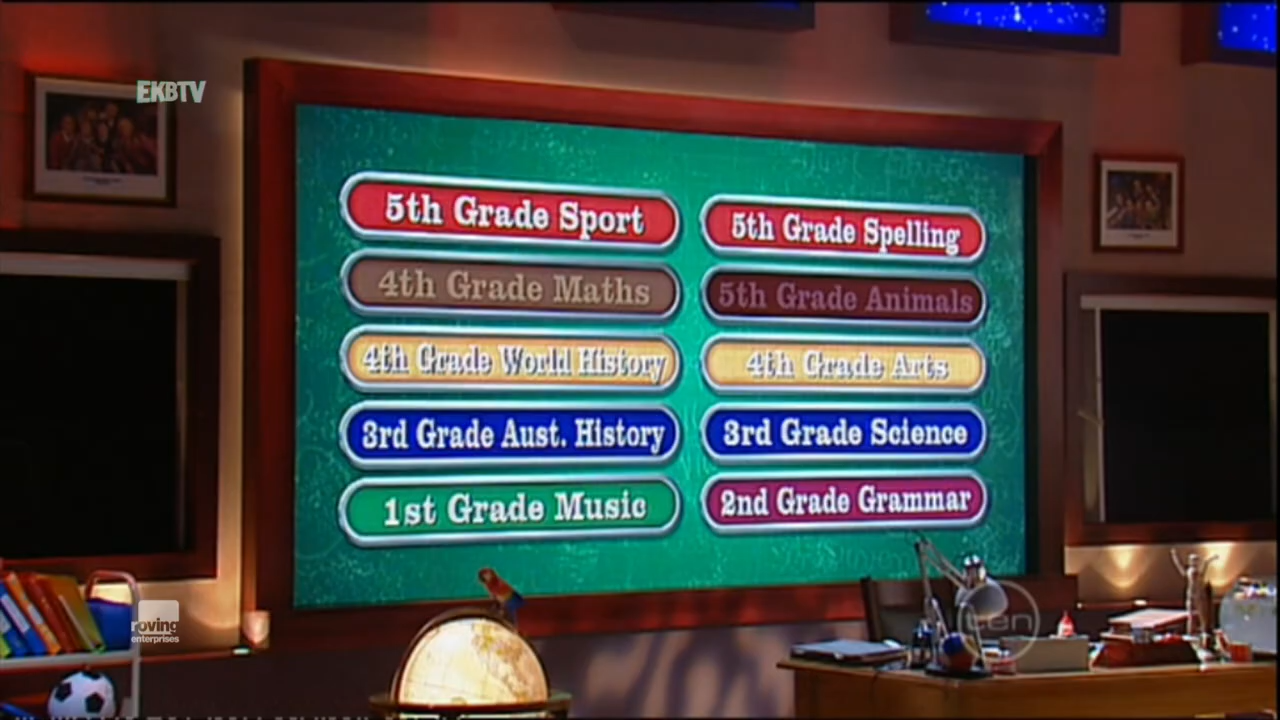 EKBTV
5th Grade Sport
5th Grade Spelling
4th Grade Maths
5th Grade Animals
4th Grade World History
4th Grade Arts
3rd Grade Aust. History
3rd Grade Science
1st Grade Music
2nd Grade Grammar
roving
enterprises
ten